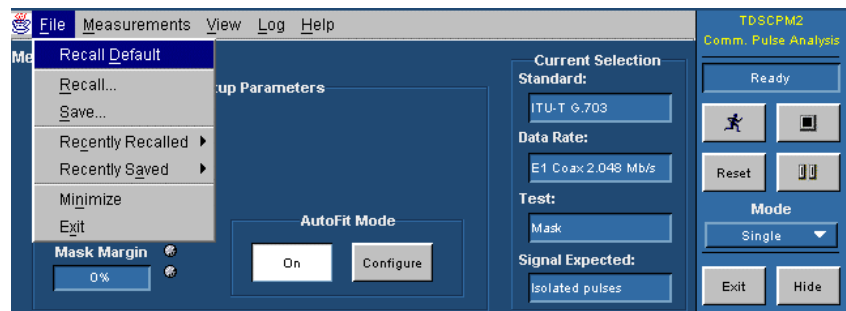 File Measurements View Log Help
Recall Default
Recall...
Save...
Recently Recalled
Recently Saved
Minimize
Exit
Me
up Parameters
AutoFit Mode
On Configure
Mask Margin
0%
Current Selection
Standard:
ITU-T G.703
Data Rate:
E1 Coax 2.048 Mb/s
Test:
Mask
Signal Expected:
Isolated pulses
TDSCPM2
Comm. Pulse Analysis
Ready
Reset
Mode
Single
Exit Hide